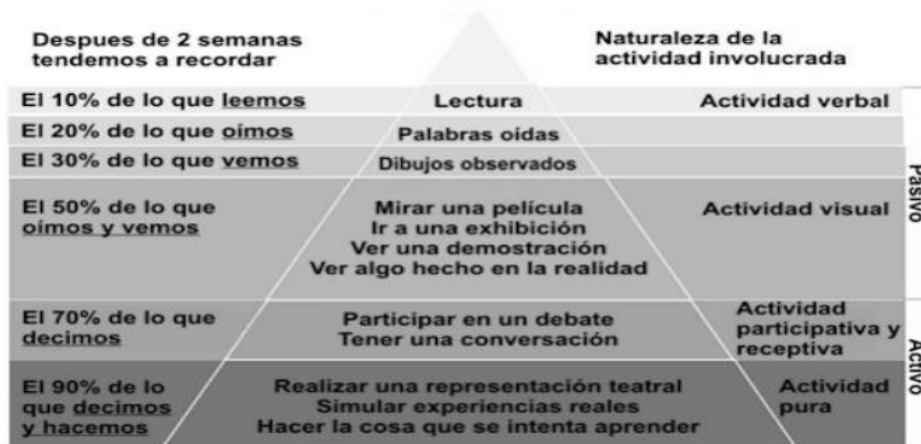 Despues de 2 semanas
tendemos a recordar
Naturaleza de la
actividad involucrada
El 10% de lo que leemos
Lectura
Actividad verbal
El 20% de lo que oímos
Palabras oídas
El 30% de lo que vemos
Dibujos observados
El 50% de lo que
oímos y vemos
Mirar una película
Ir a una exhibición
Ver una demostración
Ver algo hecho en la realidad
Actividad visual
Pasivo
El 70% de lo que
decimos
Participar en un debate
Tener una conversación
Actividad
participativa y
receptiva
El 90% de lo
que decimos
y hacemos
Realizar una representación teatral
Simular experiencias reales
Hacer la cosa que se intenta aprender
Actividad
pura
Activo